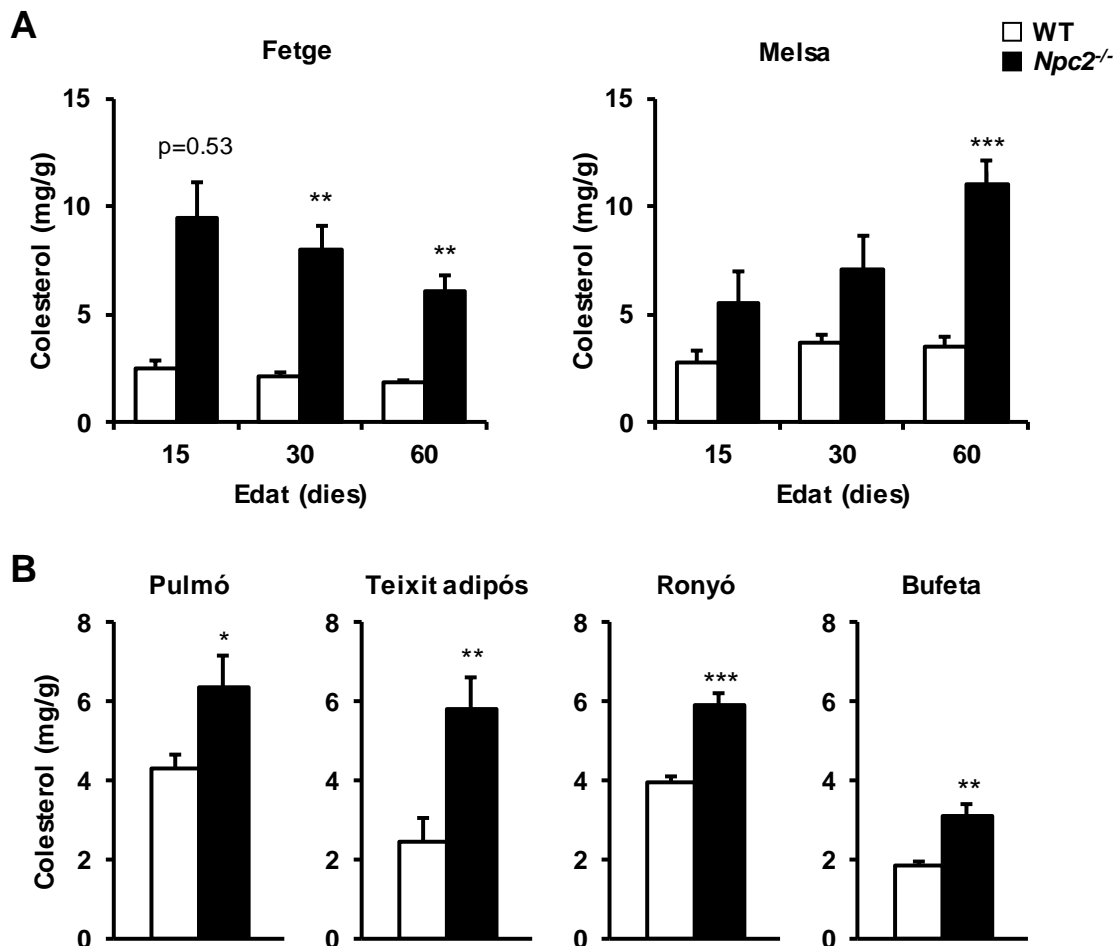 A
Fetge
Melsa
WT
Npc2-/-
Colesterol (mg/g)
15
10
5
0
p=0.53
**
**
15 30 60
Edat (dies)
Colesterol (mg/g)
15
10
5
0
***
15 30 60
Edat (dies)
B
Pulmó
Teixit adipós
Ronyó
Bufeta
Colesterol (mg/g)
8
6
4
2
0
*
8
6
4
2
0
**
8
6
4
2
0
***
8
6
4
2
0
**